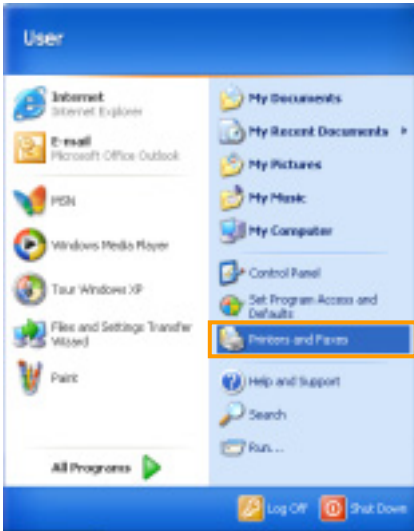 User
Internet
Internet Explorer
E-mail
Microsoft Office Outlook
MSN
Windows Media Player
Tour Windows XP
Files and Settings Transfer
Wizard
Paint
All Programs
My Documents
My Recent Documents
My Pictures
My Music
My Computer
Control Panel
Set Program Access and
Defaults
Printers and Faxes
Help and Support
Search
Run...
Log Off
Shut Down